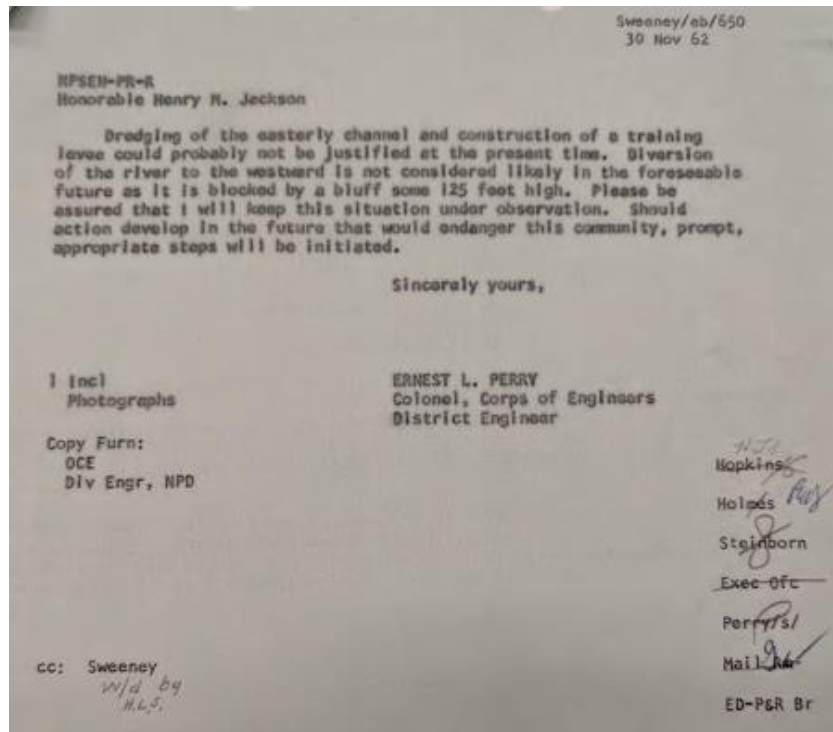 Sweeney/ab/650
30 Nov 62
NPSEN-PR-R
Honorable Henry M. Jackson
Dredging of the easterly channel and construction of a training
levee could probably not be justified at the present time. Diversion
of the river to the westward is not considered likely in the foreseeable
future as it is blocked by a bluff some 125 feet high. Please be
assured that I will keep this situation under observation. Should
action develop in the future that would endanger this community, prompt,
appropriate steps will be initiated.
Sincerely yours,
1 Incl
Photographs
ERNEST L. PERRY
Colonel, Corps of Engineers
District Engineer
Copy Furn:
OCE
Div Engr, NPD
Hopkins
Holmes
Steinborn
Exec Ofc
Perry/s/
Mail Rm
ED-P&R Br
cc: Sweeney
w/d by
H.L.S.